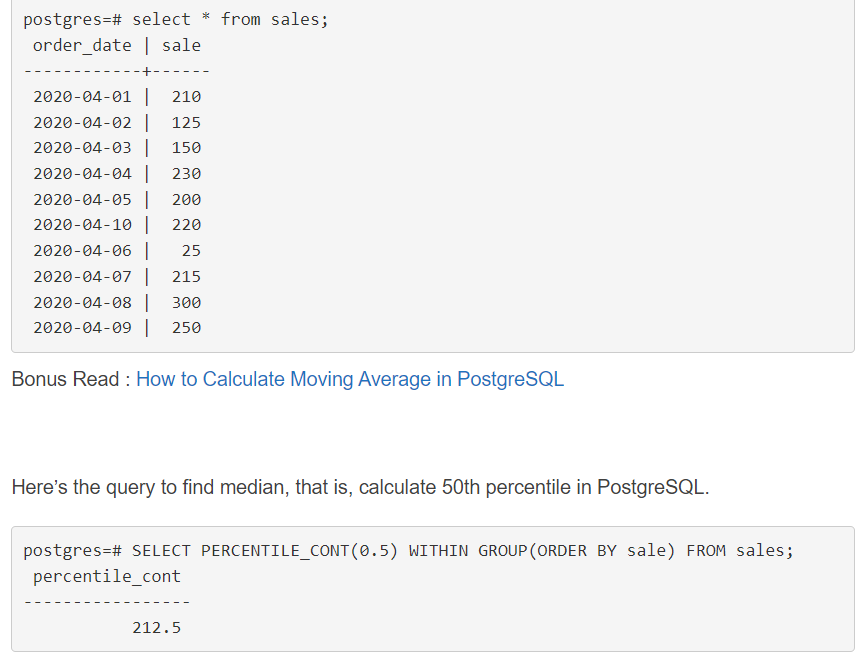 postgres=# select * from sales;
 order_date | sale
------------+------
 2020-04-01 |  210
 2020-04-02 |  125
 2020-04-03 |  150
 2020-04-04 |  230
 2020-04-05 |  200
 2020-04-10 |  220
 2020-04-06 |   25
 2020-04-07 |  215
 2020-04-08 |  300
 2020-04-09 |  250
Bonus Read : How to Calculate Moving Average in PostgreSQL
Here’s the query to find median, that is, calculate 50th percentile in PostgreSQL.
postgres=# SELECT PERCENTILE_CONT(0.5) WITHIN GROUP(ORDER BY sale) FROM sales;
 percentile_cont
-----------------
           212.5